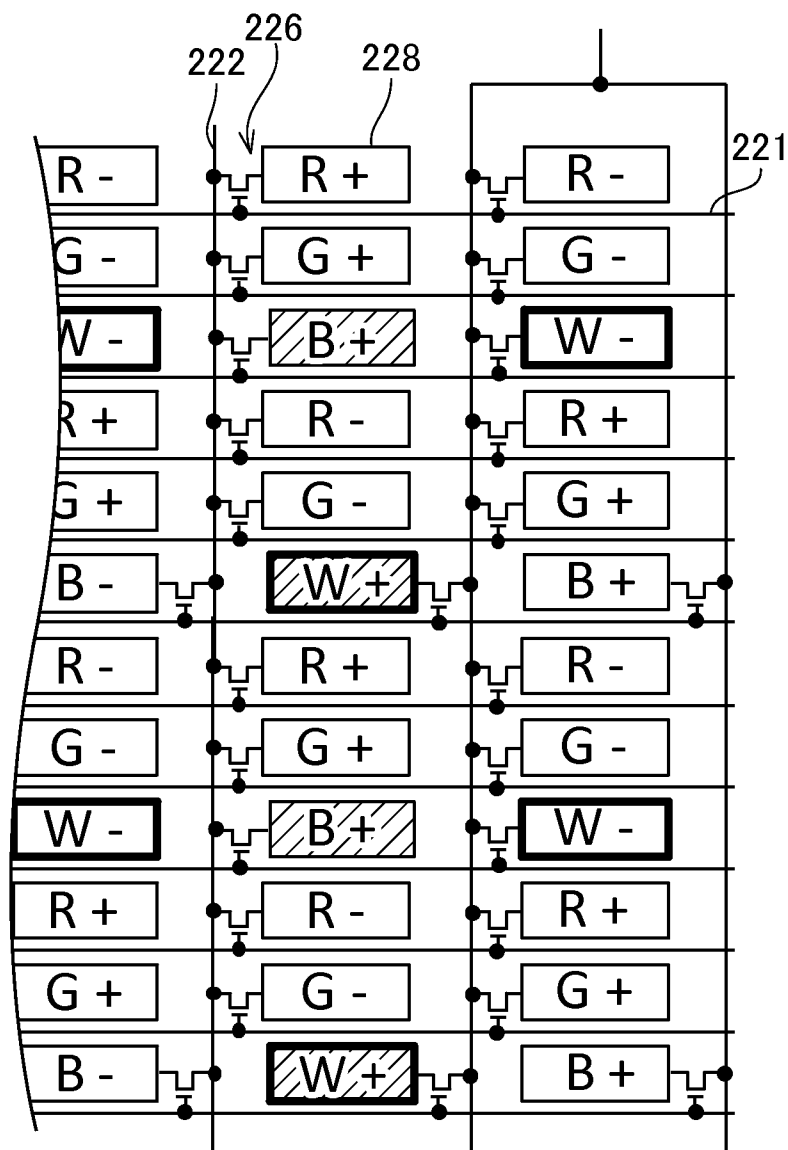 226
222 228
221
R - R + R -
G - G + G -
W - B + W -
R + R - R +
G + G - G +
B - W + B +
R - R + R -
G - G + G -
W - B + W -
R + R - R +
G + G - G +
B - W + B +